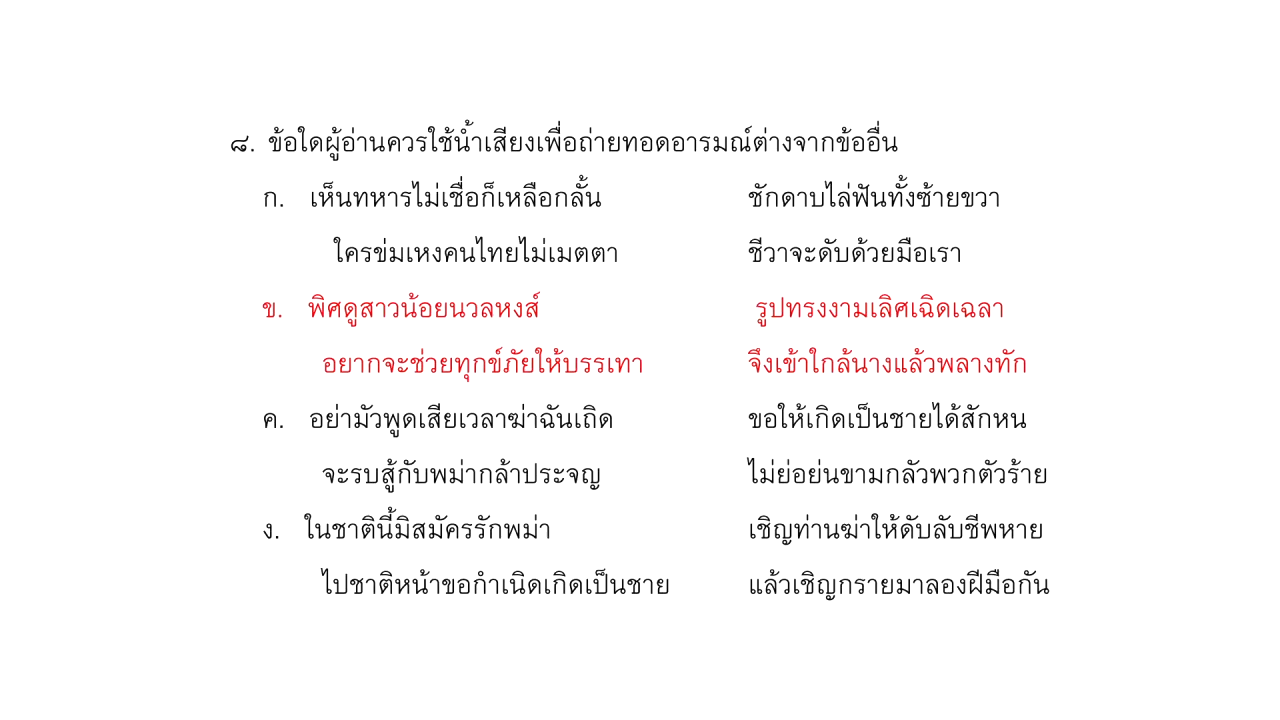 ๘. ข้อใดผู้อ่านควรใช้น้ำเสียงเพื่อถ่ายทอดอารมณ์ต่างจากข้ออื่น
ก. เห็นทหารไม่เชื่อก็เหลือกลั้น ชักดาบไล่ฟันทั้งซ้ายขวา
ใครข่มเหงคนไทยไม่เมตตา ชีวาจะดับด้วยมือเรา
ข. พิศดูสาวน้อยนวลหงส์ รูปทรงงามเลิศเฉิดเฉลา
อยากจะช่วยทุกข์ภัยให้บรรเทา จึงเข้าใกล้นางแล้วพลางทัก
ค. อย่ามัวพูดเสียเวลาฆ่าฉันเถิด ขอให้เกิดเป็นชายได้สักหน
จะรบสู้กับพม่ากล้าประจญ ไม่ย่อย่นขามกลัวพวกตัวร้าย
ง. ในชาตินี้มิสมัครรักพม่า เชิญท่านฆ่าให้ดับลับชีพหาย
ไปชาติหน้าขอกำเนิดเกิดเป็นชาย แล้วเชิญกรายมาลองฝีมือกัน